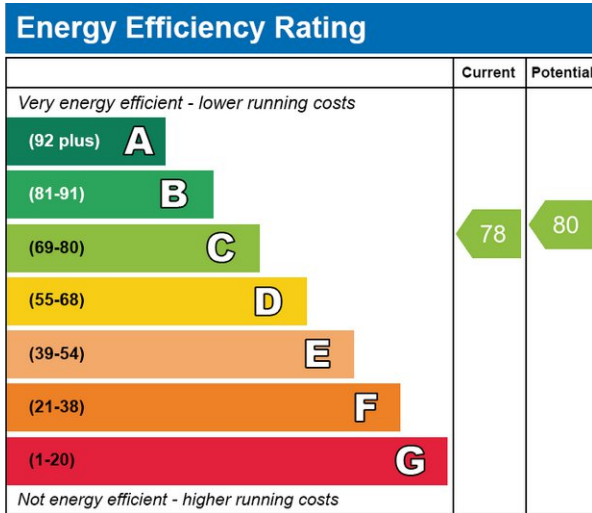 Energy Efficiency Rating
Current Potential
Very energy efficient - lower running costs
(92 plus) A
(81-91) B
(69-80) C
78 80
(55-68) D
(39-54) E
(21-38) F
(1-20) G
Not energy efficient - higher running costs